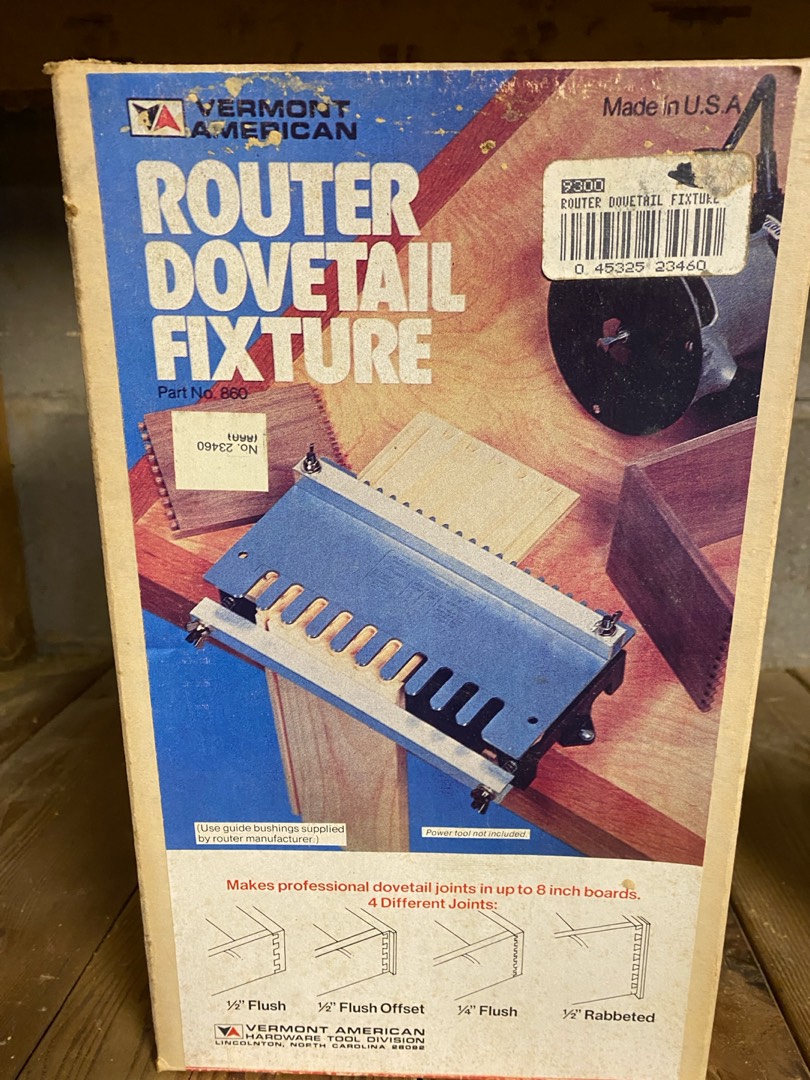 VERMONT
AMERICAN
Made in U.S.A.
ROUTER
DOVETAIL
FIXTURE
Part No. 860
9300
ROUTER DOVETAIL FIXTURE
0 45325 23460
No. 23460
(860)
(Use guide bushings supplied
by router manufacturer.)
Power tool not included.
Makes professional dovetail joints in up to 8 inch boards.
4 Different Joints:
½" Flush
½" Flush Offset
¼" Flush
½" Rabbeted
VERMONT AMERICAN
HARDWARE TOOL DIVISION
LINCOLNTON, NORTH CAROLINA 28092